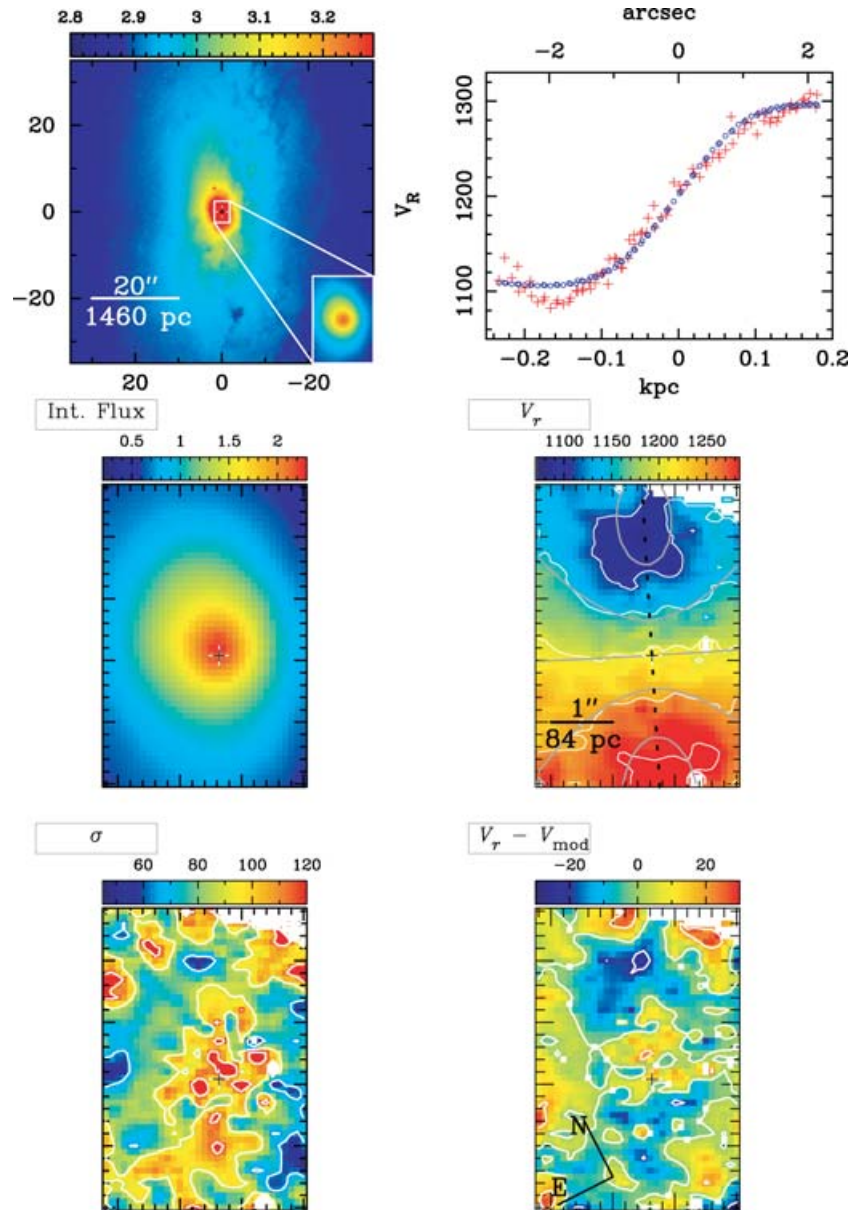 2.8 2.9 3 3.1 3.2
20
0
−20
20″
1460 pc
20 0 −20
arcsec
−2 0 2
V_R
1300
1200
1100
−0.2 −0.1 0 0.1 0.2
kpc
Int. Flux
0.5 1 1.5 2
V_r
1100 1150 1200 1250
1″
84 pc
σ
60 80 100 120
V_r − V_mod
−20 0 20
N
E